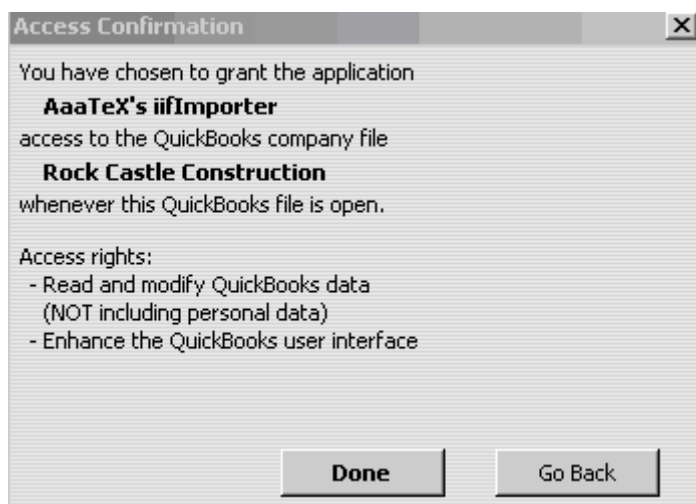 Access Confirmation
You have chosen to grant the application
AaaTeX's iifImporter
access to the QuickBooks company file
Rock Castle Construction
whenever this QuickBooks file is open.
Access rights:
- Read and modify QuickBooks data
(NOT including personal data)
- Enhance the QuickBooks user interface
Done
Go Back